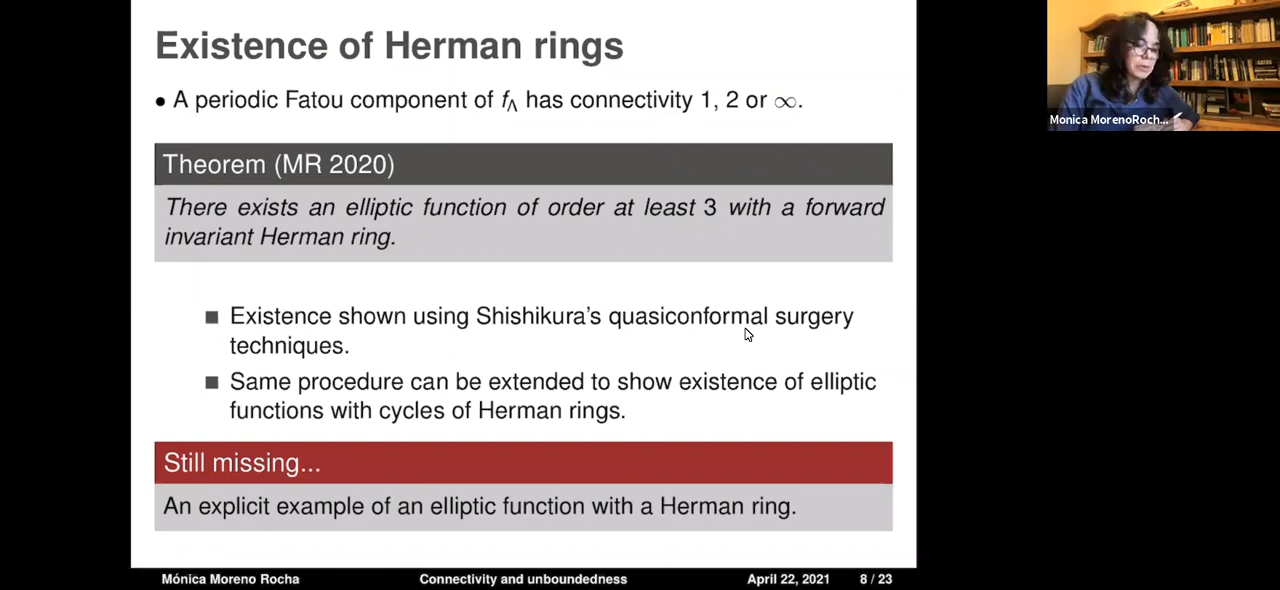 Existence of Herman rings
• A periodic Fatou component of f_Λ has connectivity 1, 2 or ∞.
Theorem (MR 2020)
There exists an elliptic function of order at least 3 with a forward
invariant Herman ring.
Existence shown using Shishikura's quasiconformal surgery
techniques.
Same procedure can be extended to show existence of elliptic
functions with cycles of Herman rings.
Still missing...
An explicit example of an elliptic function with a Herman ring.
Mónica Moreno Rocha Connectivity and unboundedness April 22, 2021 8 / 23
Monica MorenoRoch...